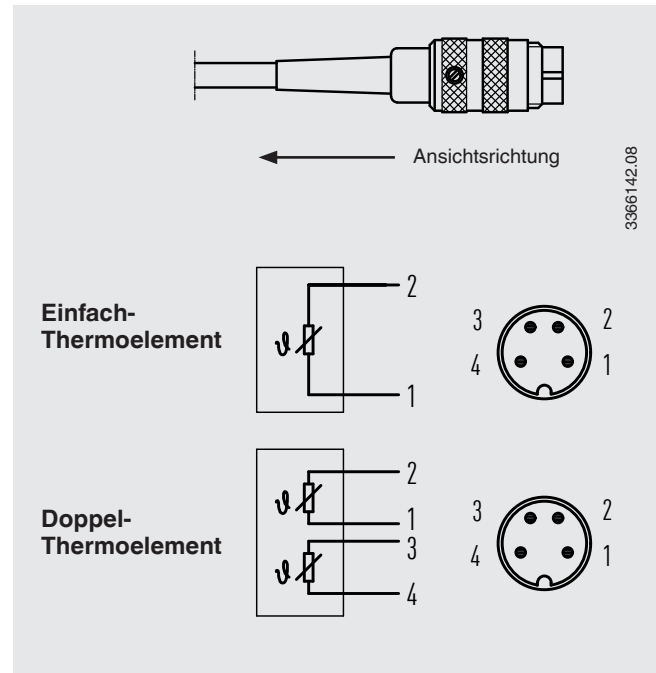 Ansichtsrichtung
3366142.08
Einfach-
Thermoelement
2
1
3 2
4 1
Doppel-
Thermoelement
ϑ
2
1
3
4
ϑ
ϑ
3 2
4 1